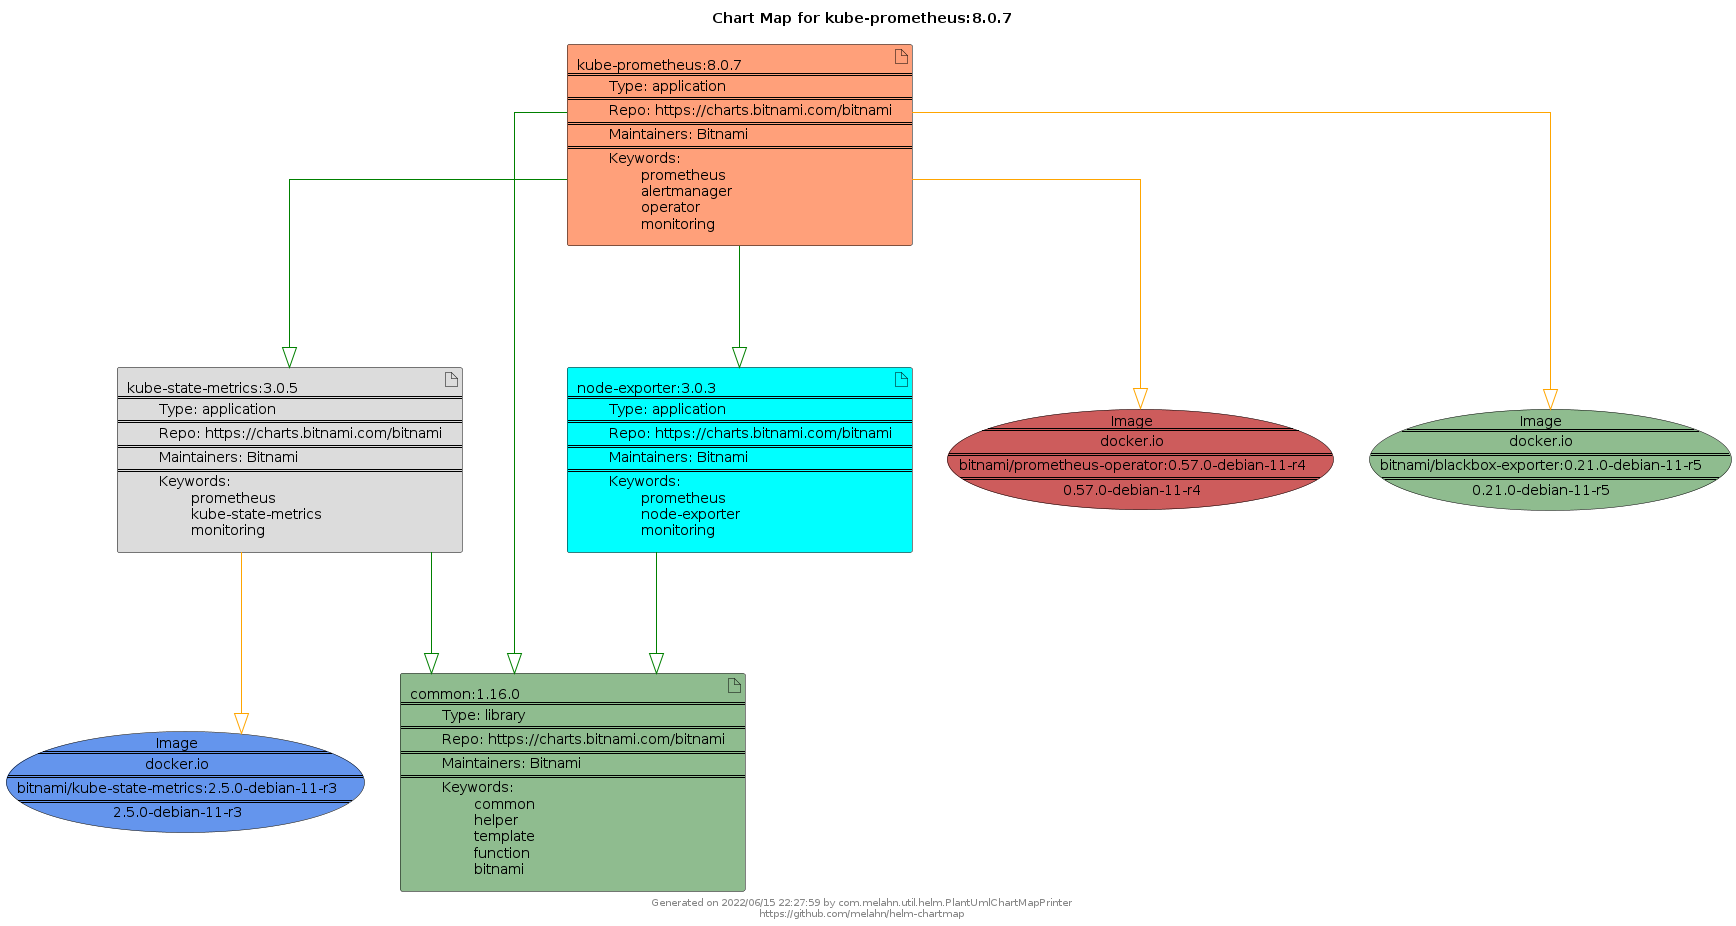 Chart Map for kube-prometheus:8.0.7
kube-prometheus:8.0.7
Type: application
Repo: https://charts.bitnami.com/bitnami
Maintainers: Bitnami
Keywords:
prometheus
alertmanager
operator
monitoring
kube-state-metrics:3.0.5
Type: application
Repo: https://charts.bitnami.com/bitnami
Maintainers: Bitnami
Keywords:
prometheus
kube-state-metrics
monitoring
node-exporter:3.0.3
Type: application
Repo: https://charts.bitnami.com/bitnami
Maintainers: Bitnami
Keywords:
prometheus
node-exporter
monitoring
Image
docker.io
bitnami/prometheus-operator:0.57.0-debian-11-r4
0.57.0-debian-11-r4
Image
docker.io
bitnami/blackbox-exporter:0.21.0-debian-11-r5
0.21.0-debian-11-r5
Image
docker.io
bitnami/kube-state-metrics:2.5.0-debian-11-r3
2.5.0-debian-11-r3
common:1.16.0
Type: library
Repo: https://charts.bitnami.com/bitnami
Maintainers: Bitnami
Keywords:
common
helper
template
function
bitnami
Generated on 2022/06/15 22:27:59 by com.melahn.util.helm.PlantUmlChartMapPrinter
https://github.com/melahn/helm-chartmap